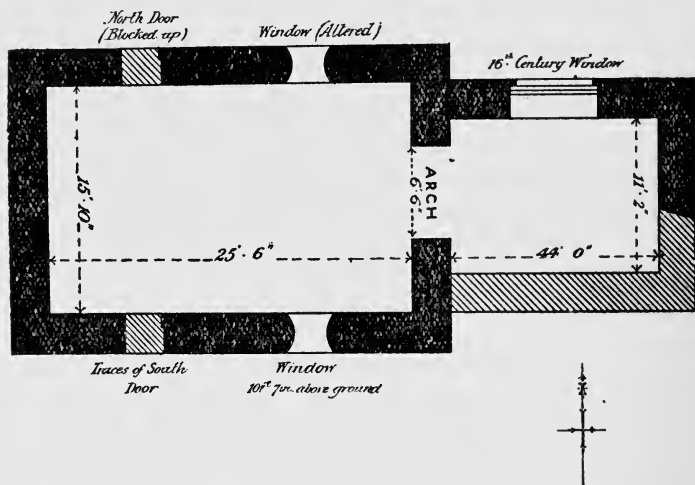 North Door
(Blocked up)
Window (Altered)
16th Century Window
15'. 10"
25'. 6"
ARCH
6'. 6"
44' 0"
11'. 2"
Traces of South
Door
Window
10ft 7in. above ground